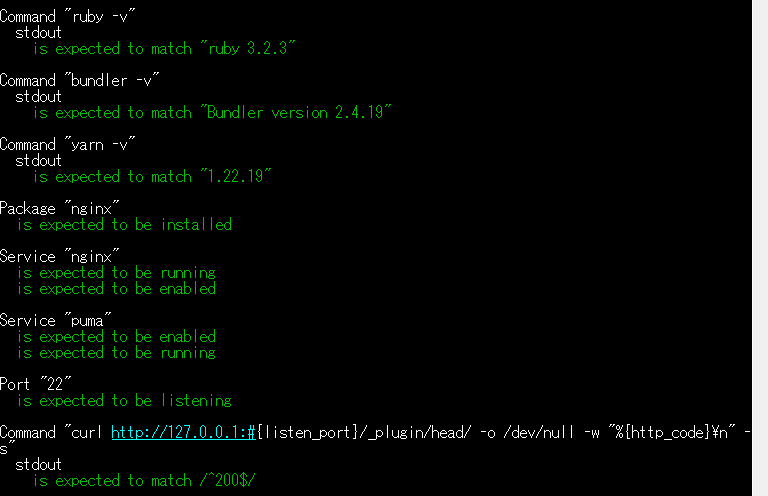 Command "ruby -v"
stdout
is expected to match "ruby 3.2.3"
Command "bundler -v"
stdout
is expected to match "Bundler version 2.4.19"
Command "yarn -v"
stdout
is expected to match "1.22.19"
Package "nginx"
is expected to be installed
Service "nginx"
is expected to be running
is expected to be enabled
Service "puma"
is expected to be enabled
is expected to be running
Port "22"
is expected to be listening
Command "curl http://127.0.0.1:#{listen_port}/_plugin/head/ -o /dev/null -w "%{http_code}¥n" -
s"
stdout
is expected to match /^200$/